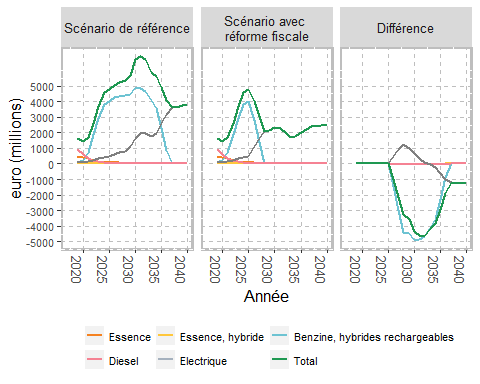 Scénario de référence
Scénario avec
réforme fiscale
Différence
euro (millions)
5000
4000
3000
2000
1000
0
-1000
-2000
-3000
-4000
-5000
2020
2025
2030
2035
2040
2020
2025
2030
2035
2040
2020
2025
2030
2035
2040
Année
Essence
Essence, hybride
Benzine, hybrides rechargeables
Diesel
Electrique
Total